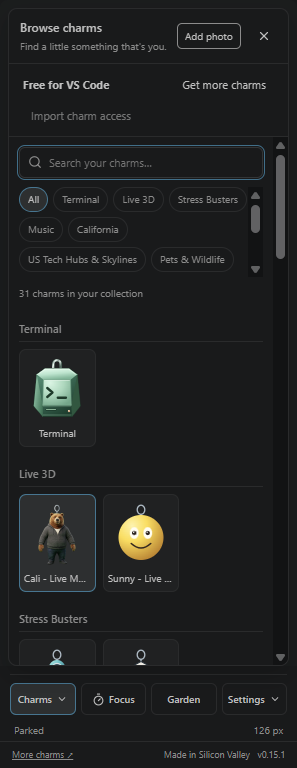 Browse charms
Find a little something that's you.
Add photo
Free for VS Code
Get more charms
Import charm access
Search your charms...
All
Terminal
Live 3D
Stress Busters
Music
California
US Tech Hubs & Skylines
Pets & Wildlife
31 charms in your collection
Terminal
>_
Terminal
Live 3D
Cali - Live M...
Sunny - Live ...
Stress Busters
Charms
Focus
Garden
Settings
Parked
126 px
More charms ↗
Made in Silicon Valley
v0.15.1